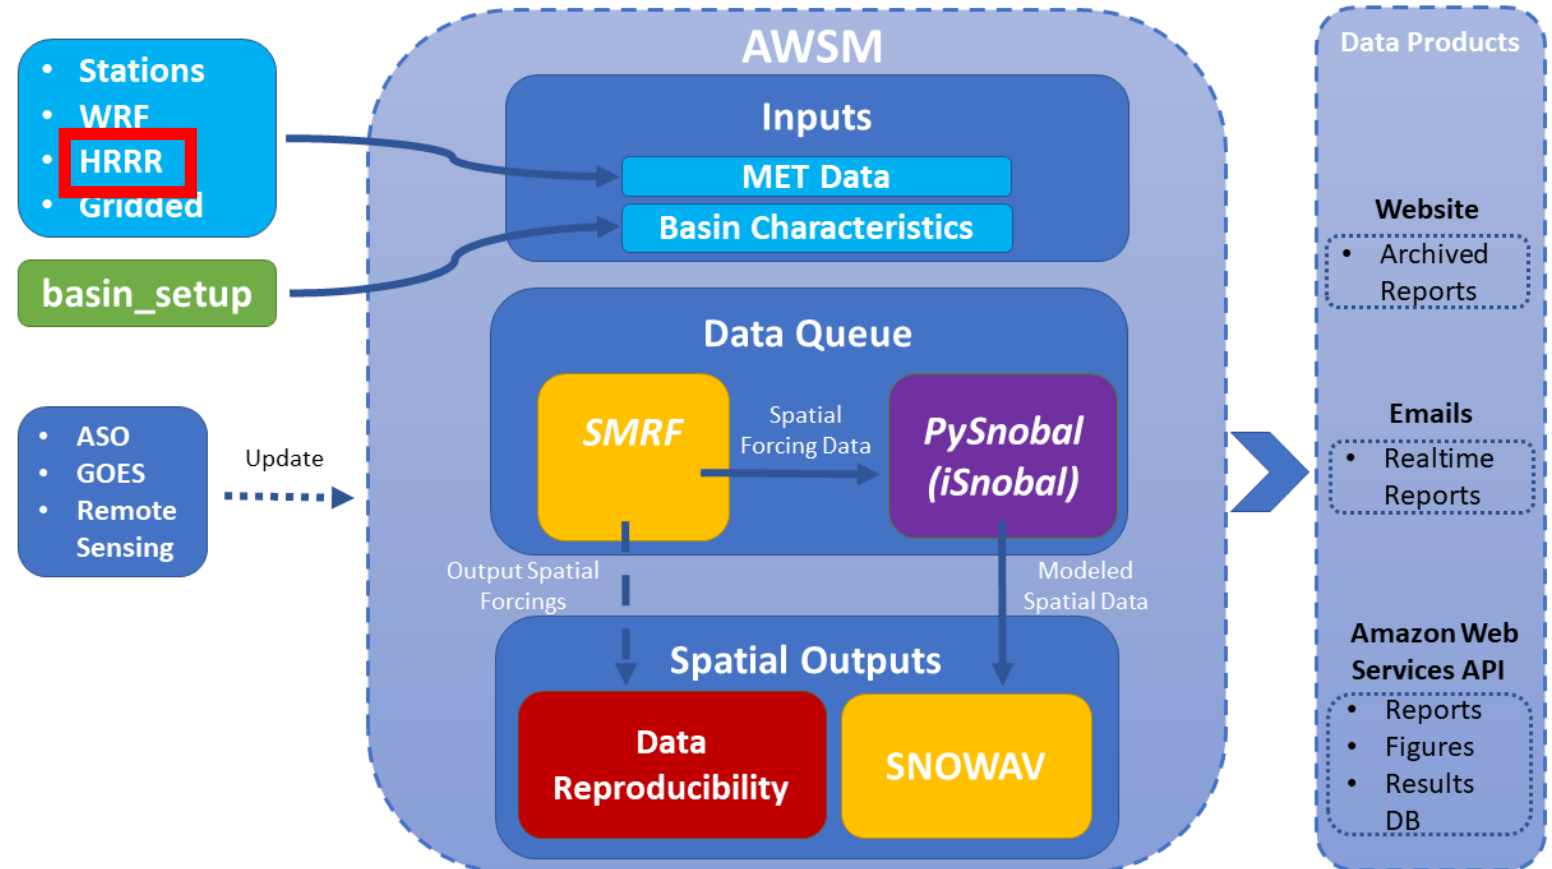 • Stations
• WRF
• HRRR
• Gridded
basin_setup
• ASO
• GOES
• Remote
Sensing
Update
AWSM
Inputs
MET Data
Basin Characteristics
Data Queue
SMRF
Spatial
Forcing Data
PySnobal
(iSnobal)
Output Spatial
Forcings
Modeled
Spatial Data
Spatial Outputs
Data
Reproducibility
SNOWAV
Data Products
Website
• Archived
Reports
Emails
• Realtime
Reports
Amazon Web
Services API
• Reports
• Figures
• Results
DB